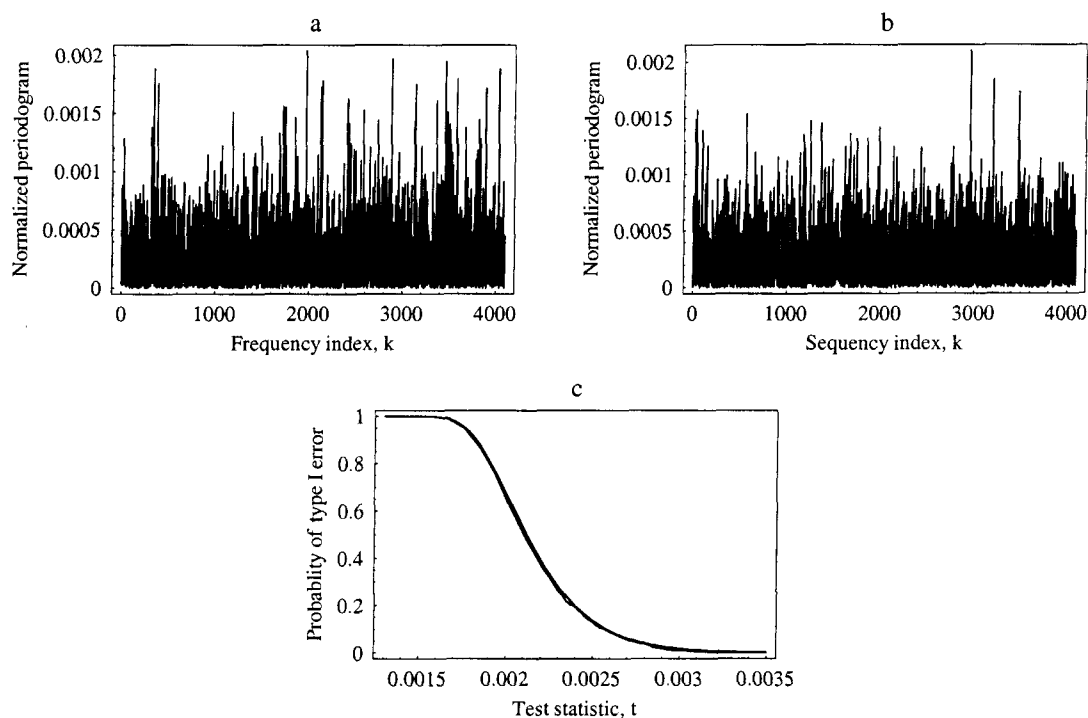 a
Normalized periodogram
0.002
0.0015
0.001
0.0005
0
0 1000 2000 3000 4000
Frequency index, k
b
Normalized periodogram
0.002
0.0015
0.001
0.0005
0
0 1000 2000 3000 4000
Sequency index, k
c
Probablity of type I error
1
0.8
0.6
0.4
0.2
0
0.0015 0.002 0.0025 0.003 0.0035
Test statistic, t